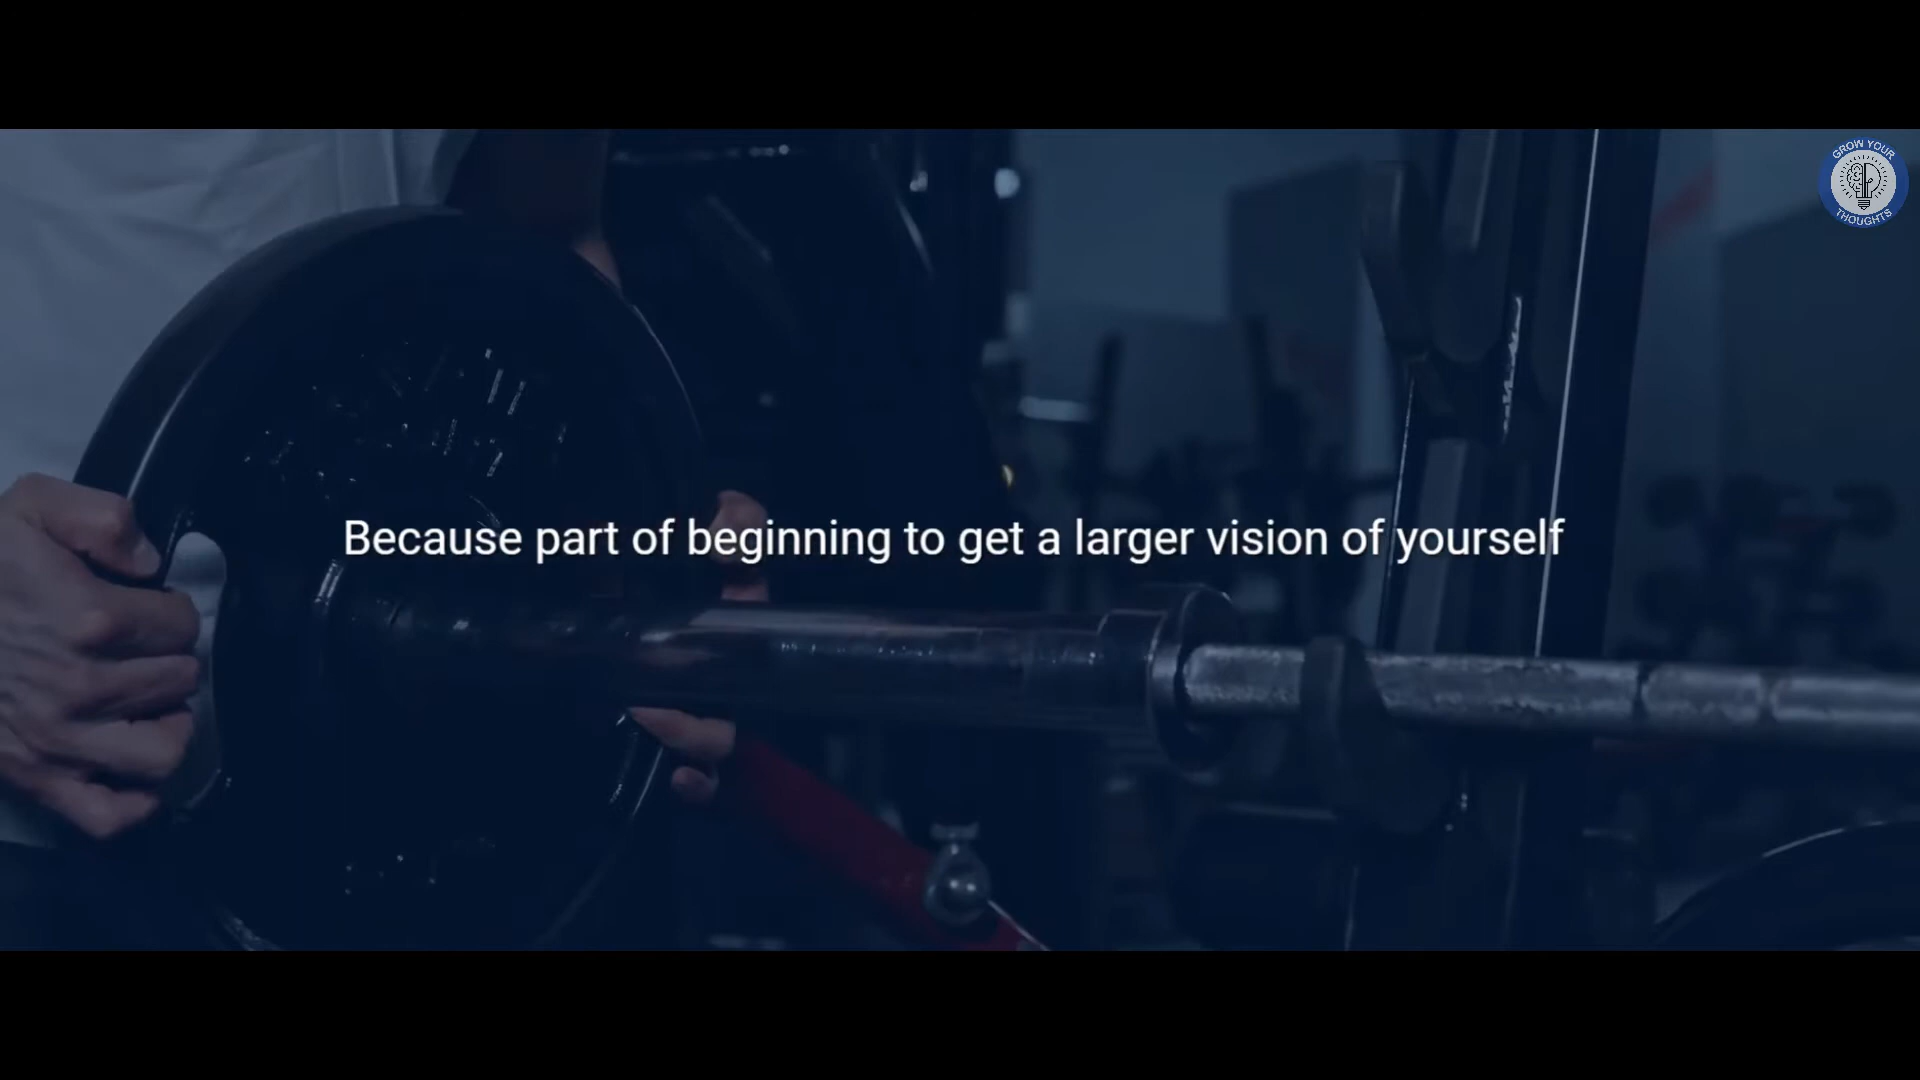 GROW YOUR
THOUGHTS
Because part of beginning to get a larger vision of yourself